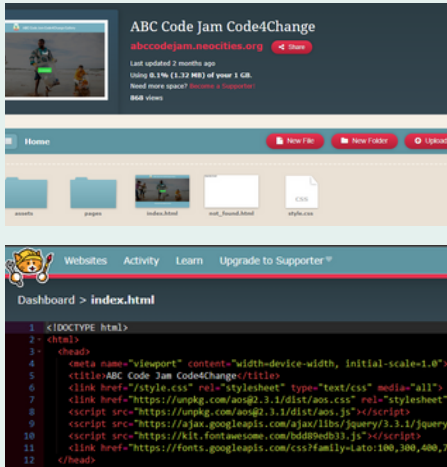 ABC Code Jam Code4Change
abccodejam.neocities.org Share
Last updated 2 months ago
Using 0.1% (1.32 MB) of your 1 GB.
Need more space? Become a Supporter!
868 views
Home New File New Folder Upload
assets pages index.html not_found.html style.css
CSS
Websites Activity Learn Upgrade to Supporter
Dashboard > index.html
1 <!DOCTYPE html>
2 <html>
3 <head>
4 <meta name="viewport" content="width=device-width, initial-scale=1.0">
5 <title>ABC Code Jam Code4Change</title>
6 <link href="/style.css" rel="stylesheet" type="text/css" media="all">
7 <link href="https://unpkg.com/aos@2.3.1/dist/aos.css" rel="stylesheet"
8 <script src="https://unpkg.com/aos@2.3.1/dist/aos.js"></script>
9 <script src="https://ajax.googleapis.com/ajax/libs/jquery/3.3.1/jquery
10 <script src="https://kit.fontawesome.com/bdd89edb33.js"></script>
11 <link href="https://fonts.googleapis.com/css?family=Lato:100,300,400,7
12 </head>